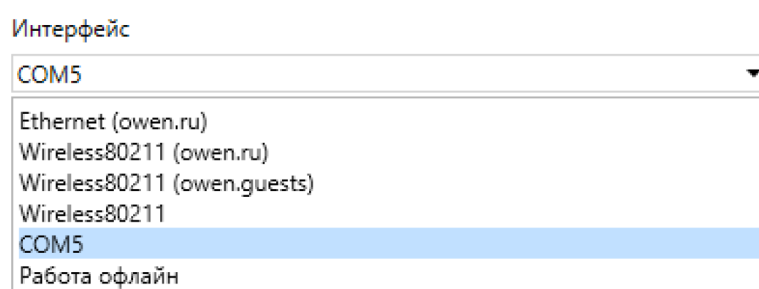 Интерфейс
COM5
Ethernet (owen.ru)
Wireless80211 (owen.ru)
Wireless80211 (owen.guests)
Wireless80211
COM5
Работа офлайн